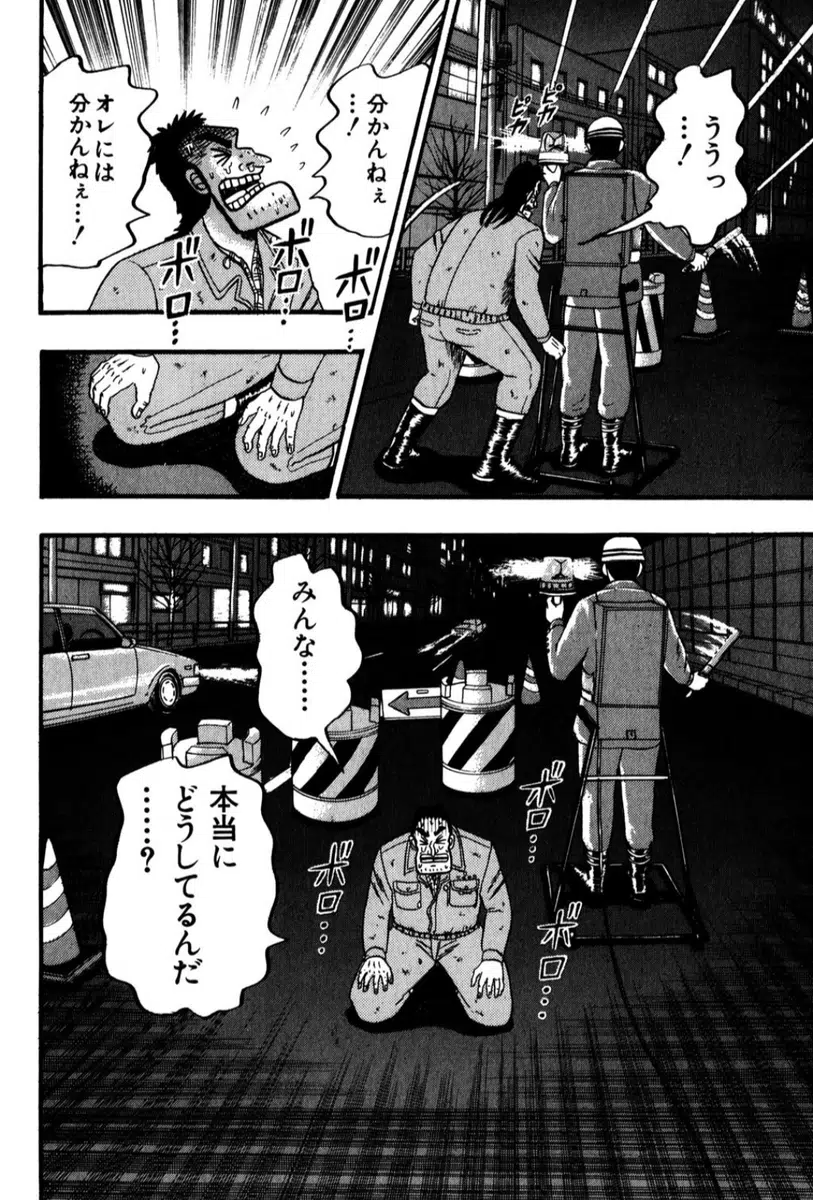 ううっ
…！
ピカ
ピカ
分かんねぇ
…！
オレには
分かんねぇ…！
ボロ…
ボロ…
ボロ…
みんな……
本当に
どうしてるんだ
……？
ボロ…
ボロ…
ボロ…